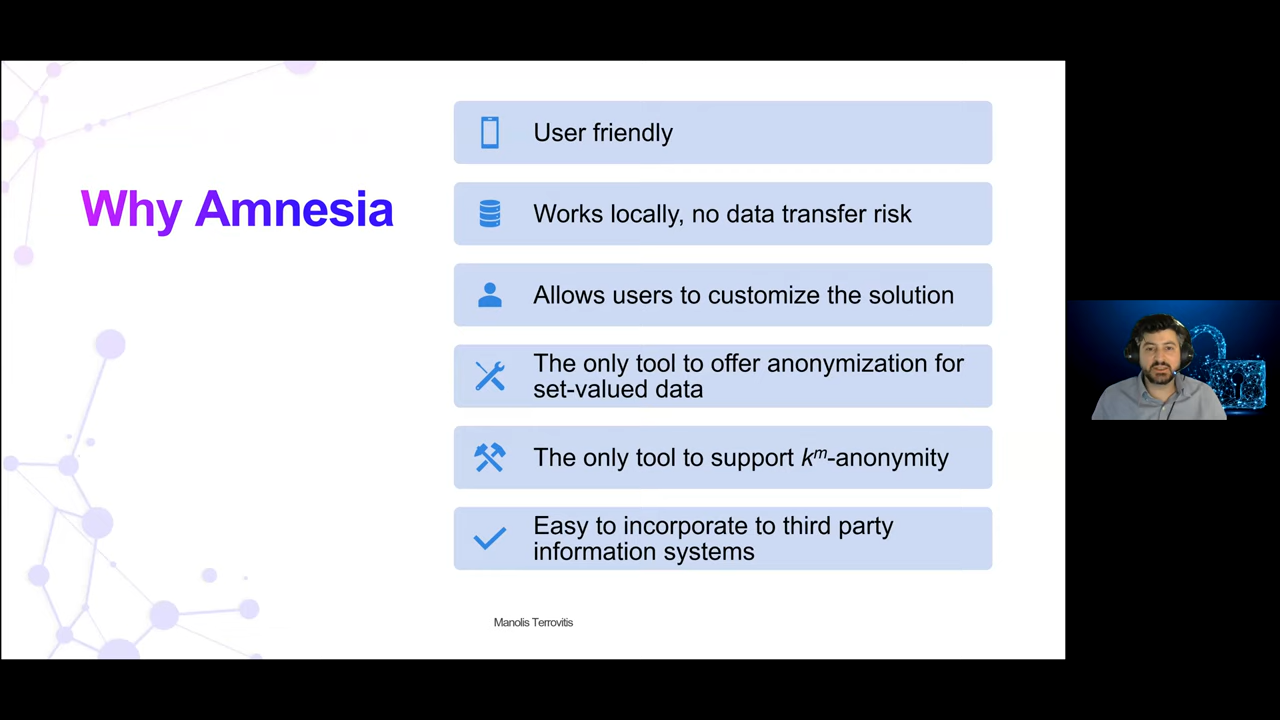 Why Amnesia
User friendly
Works locally, no data transfer risk
Allows users to customize the solution
The only tool to offer anonymization for
set-valued data
The only tool to support kᵐ-anonymity
Easy to incorporate to third party
information systems
Manolis Terrovitis